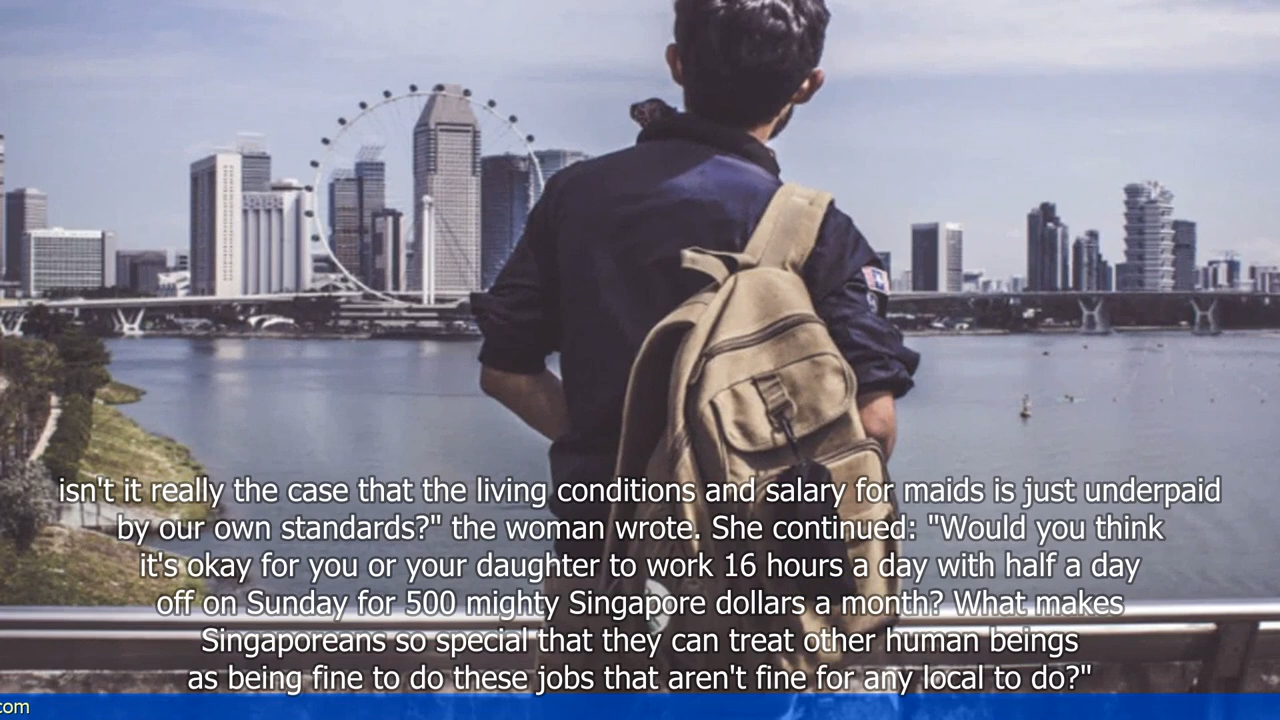 isn't it really the case that the living conditions and salary for maids is just underpaid
by our own standards?" the woman wrote. She continued: "Would you think
it's okay for you or your daughter to work 16 hours a day with half a day
off on Sunday for 500 mighty Singapore dollars a month? What makes
Singaporeans so special that they can treat other human beings
as being fine to do these jobs that aren't fine for any local to do?"
com